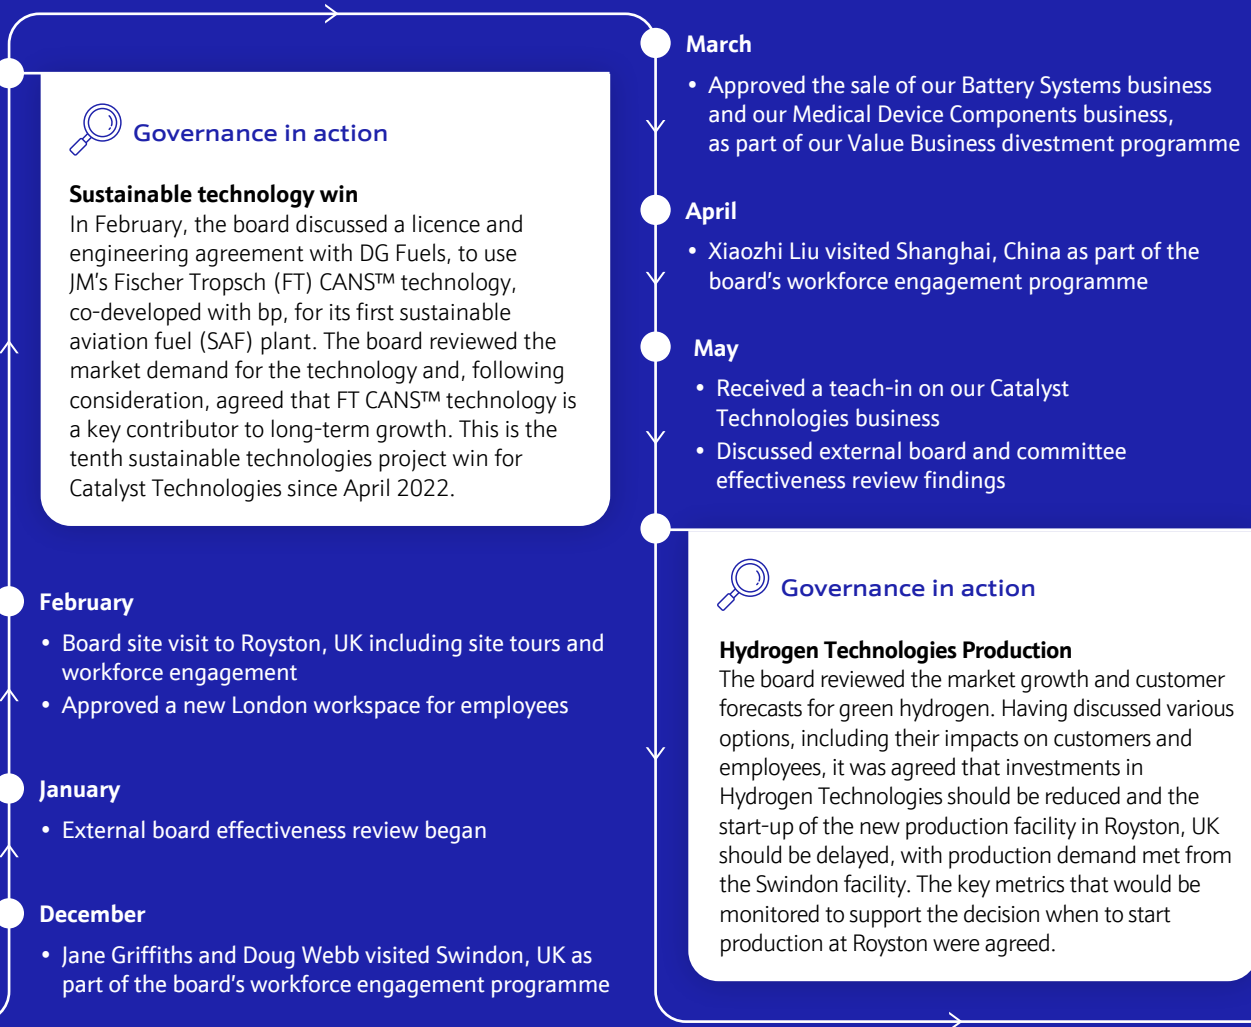 Governance in action
Sustainable technology win
In February, the board discussed a licence and
engineering agreement with DG Fuels, to use
JM's Fischer Tropsch (FT) CANS™ technology,
co-developed with bp, for its first sustainable
aviation fuel (SAF) plant. The board reviewed the
market demand for the technology and, following
consideration, agreed that FT CANS™ technology is
a key contributor to long-term growth. This is the
tenth sustainable technologies project win for
Catalyst Technologies since April 2022.
February
• Board site visit to Royston, UK including site tours and
workforce engagement
• Approved a new London workspace for employees
January
• External board effectiveness review began
December
• Jane Griffiths and Doug Webb visited Swindon, UK as
part of the board's workforce engagement programme
March
• Approved the sale of our Battery Systems business
and our Medical Device Components business,
as part of our Value Business divestment programme
April
• Xiaozhi Liu visited Shanghai, China as part of the
board's workforce engagement programme
May
• Received a teach-in on our Catalyst
Technologies business
• Discussed external board and committee
effectiveness review findings
Governance in action
Hydrogen Technologies Production
The board reviewed the market growth and customer
forecasts for green hydrogen. Having discussed various
options, including their impacts on customers and
employees, it was agreed that investments in
Hydrogen Technologies should be reduced and the
start-up of the new production facility in Royston, UK
should be delayed, with production demand met from
the Swindon facility. The key metrics that would be
monitored to support the decision when to start
production at Royston were agreed.